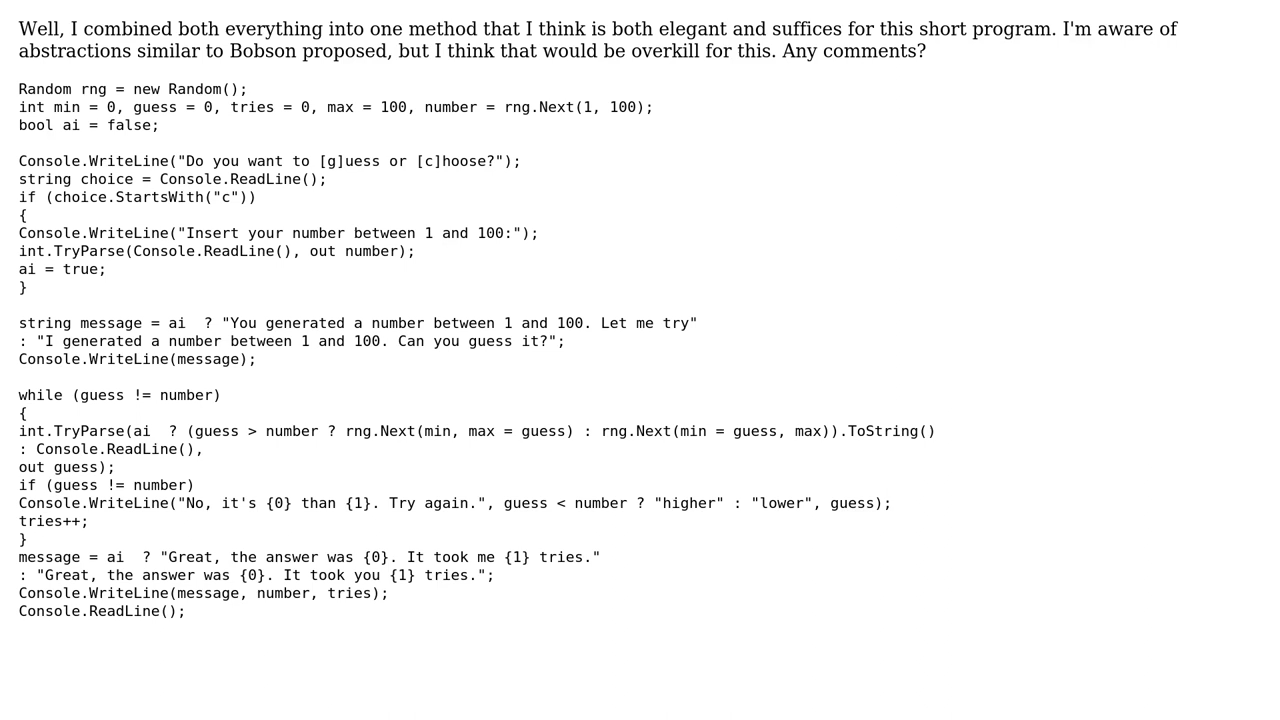 Well, I combined both everything into one method that I think is both elegant and suffices for this short program. I'm aware of
abstractions similar to Bobson proposed, but I think that would be overkill for this. Any comments?
Random rng = new Random();
int min = 0, guess = 0, tries = 0, max = 100, number = rng.Next(1, 100);
bool ai = false;
Console.WriteLine("Do you want to [g]uess or [c]hoose?");
string choice = Console.ReadLine();
if (choice.StartsWith("c"))
{
Console.WriteLine("Insert your number between 1 and 100:");
int.TryParse(Console.ReadLine(), out number);
ai = true;
}
string message = ai  ? "You generated a number between 1 and 100. Let me try"
: "I generated a number between 1 and 100. Can you guess it?";
Console.WriteLine(message);
while (guess != number)
{
int.TryParse(ai  ? (guess > number ? rng.Next(min, max = guess) : rng.Next(min = guess, max)).ToString()
: Console.ReadLine(),
out guess);
if (guess != number)
Console.WriteLine("No, it's {0} than {1}. Try again.", guess < number ? "higher" : "lower", guess);
tries++;
}
message = ai  ? "Great, the answer was {0}. It took me {1} tries."
: "Great, the answer was {0}. It took you {1} tries.";
Console.WriteLine(message, number, tries);
Console.ReadLine();